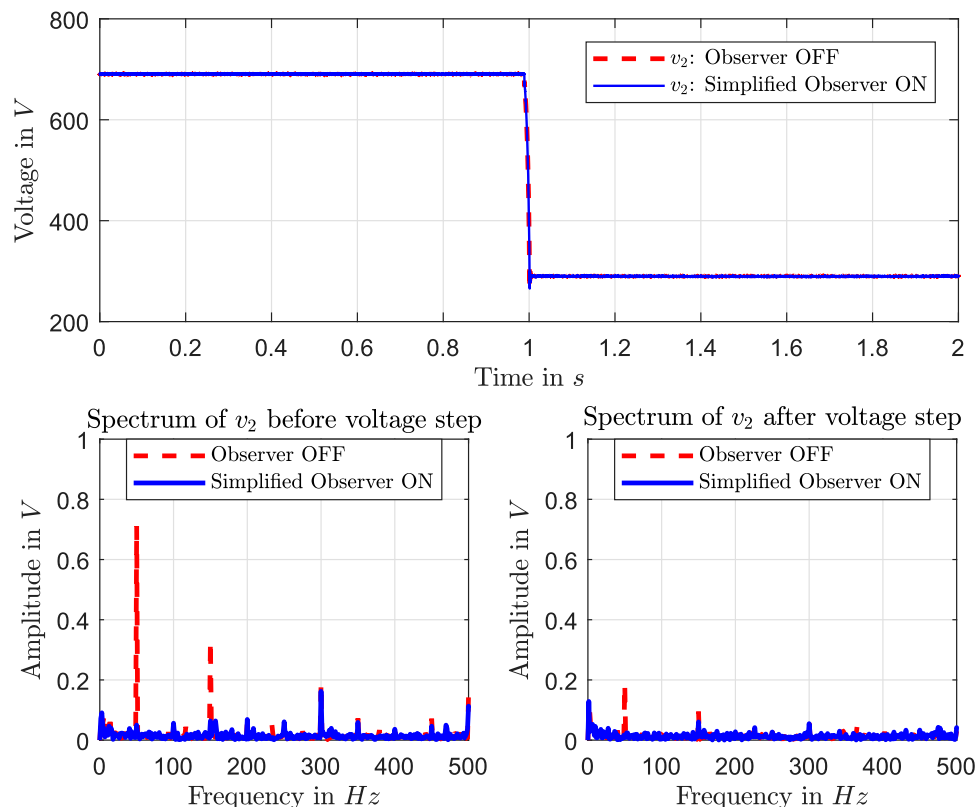 800
600
400
200
Voltage in V
v₂: Observer OFF
v₂: Simplified Observer ON
0 0.2 0.4 0.6 0.8 1 1.2 1.4 1.6 1.8 2
Time in s
Spectrum of v₂ before voltage step
1
0.8
0.6
0.4
0.2
0
Amplitude in V
Observer OFF
Simplified Observer ON
0 100 200 300 400 500
Frequency in Hz
Spectrum of v₂ after voltage step
1
0.8
0.6
0.4
0.2
0
Amplitude in V
Observer OFF
Simplified Observer ON
0 100 200 300 400 500
Frequency in Hz